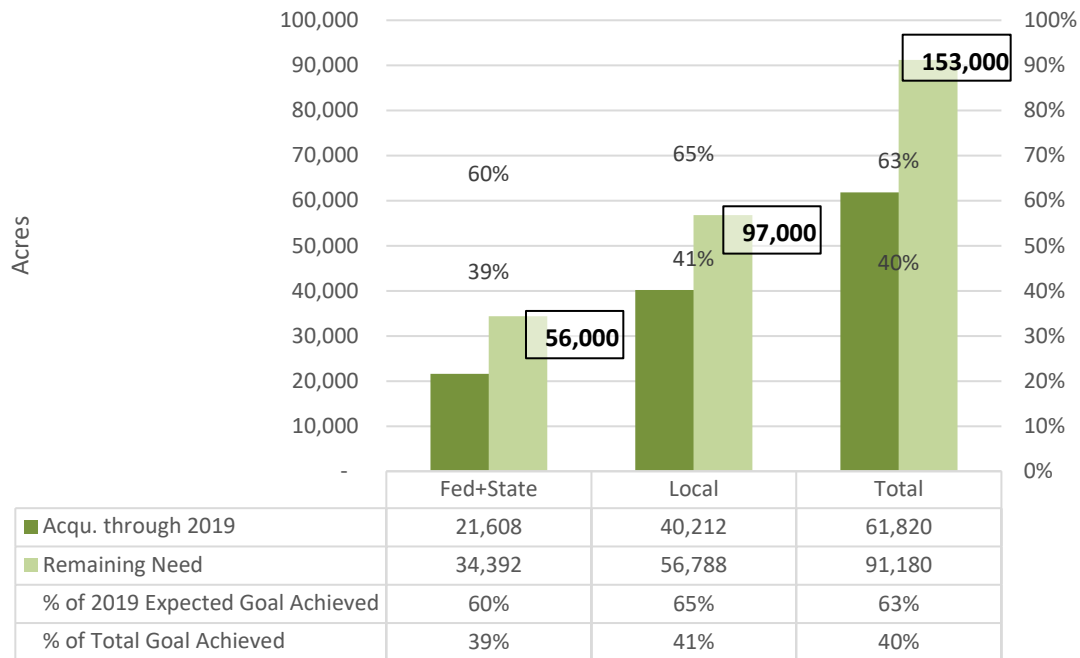 100,000 100%
90,000 153,000 90%
80,000 80%
70,000 65% 63% 70%
60,000 60% 60%
50,000 97,000 50%
Acres
40,000 39% 41% 40% 40%
30,000 56,000 30%
20,000 20%
10,000 10%
- 0%
Fed+State Local Total
Acqu. through 2019 21,608 40,212 61,820
Remaining Need 34,392 56,788 91,180
% of 2019 Expected Goal Achieved 60% 65% 63%
% of Total Goal Achieved 39% 41% 40%